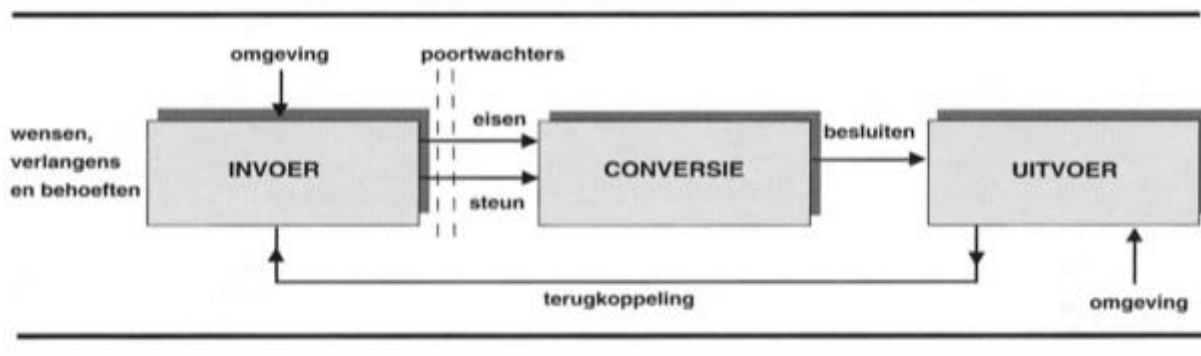 omgeving
poortwachters
wensen,
verlangens
en behoeften
INVOER
eisen
steun
CONVERSIE
besluiten
UITVOER
terugkoppeling
omgeving